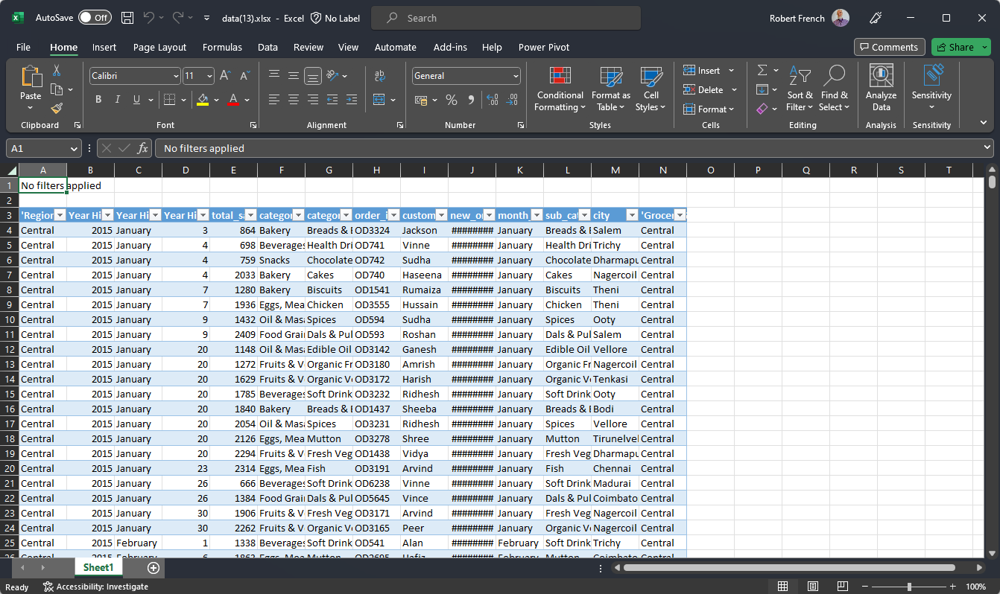 AutoSave Off data(13).xlsx - Excel No Label Search Robert French
File Home Insert Page Layout Formulas Data Review View Automate Add-ins Help Power Pivot Comments Share
Calibri 11 A A ab General Insert
Paste B I U A % Conditional Formatting Format as Table Cell Styles Delete Sort & Filter Find & Select Analyze Data Sensitivity
Format
Clipboard Font Alignment Number Styles Cells Editing Analysis Sensitivity
A1 fx No filters applied
A B C D E F G H I J K L M N O P Q R S T
1 No filters applied
2
3 'Region Year Hi Year Hi Year Hi total_sa categor categor order_i custom new_or month_ sub_cat city 'Grocer
4 Central 2015 January 3 864 Bakery Breads & OD3324 Jackson ######## January Breads & Salem Central
5 Central 2015 January 4 698 Beverages Health Dri OD741 Vinne ######## January Health Dri Trichy Central
6 Central 2015 January 4 759 Snacks Chocolate OD742 Sudha ######## January Chocolate Dharmapu Central
7 Central 2015 January 4 2033 Bakery Cakes OD740 Haseena ######## January Cakes Nagercoil Central
8 Central 2015 January 7 1280 Bakery Biscuits OD1541 Rumaiza ######## January Biscuits Theni Central
9 Central 2015 January 7 1936 Eggs, Mea Chicken OD3555 Hussain ######## January Chicken Theni Central
10 Central 2015 January 9 1432 Oil & Masa Spices OD594 Sudha ######## January Spices Ooty Central
11 Central 2015 January 9 2409 Food Grai Dals & Pul OD593 Roshan ######## January Dals & Pul Salem Central
12 Central 2015 January 20 1148 Oil & Masa Edible Oil OD3142 Ganesh ######## January Edible Oil Vellore Central
13 Central 2015 January 20 1272 Fruits & V Organic Fr OD3180 Amrish ######## January Organic Fr Nagercoil Central
14 Central 2015 January 20 1629 Fruits & V Organic Ve OD3172 Harish ######## January Organic V Tenkasi Central
15 Central 2015 January 20 1785 Beverages Soft Drink OD3232 Ridhesh ######## January Soft Drink Ooty Central
16 Central 2015 January 20 1840 Bakery Breads & OD1437 Sheeba ######## January Breads & Bodi Central
17 Central 2015 January 20 2054 Oil & Masa Spices OD3231 Ridhesh ######## January Spices Vellore Central
18 Central 2015 January 20 2126 Eggs, Mea Mutton OD3278 Shree ######## January Mutton Tirunelvel Central
19 Central 2015 January 20 2294 Fruits & V Fresh Veg OD1438 Vidya ######## January Fresh Veg Dharmapu Central
20 Central 2015 January 23 2314 Eggs, Mea Fish OD3191 Arvind ######## January Fish Chennai Central
21 Central 2015 January 26 666 Beverages Soft Drink OD6238 Vinne ######## January Soft Drink Madurai Central
22 Central 2015 January 26 1384 Food Grai Dals & Pul OD5645 Vince ######## January Dals & Pul Coimbato Central
23 Central 2015 January 30 1906 Fruits & V Fresh Veg OD3171 Arvind ######## January Fresh Veg Nagercoil Central
24 Central 2015 January 30 2262 Fruits & V Organic Ve OD3165 Peer ######## January Organic V Nagercoil Central
25 Central 2015 February 1 1338 Beverages Soft Drink OD541 Alan ######## February Soft Drink Trichy Central
Sheet1
Ready Accessibility: Investigate 100%